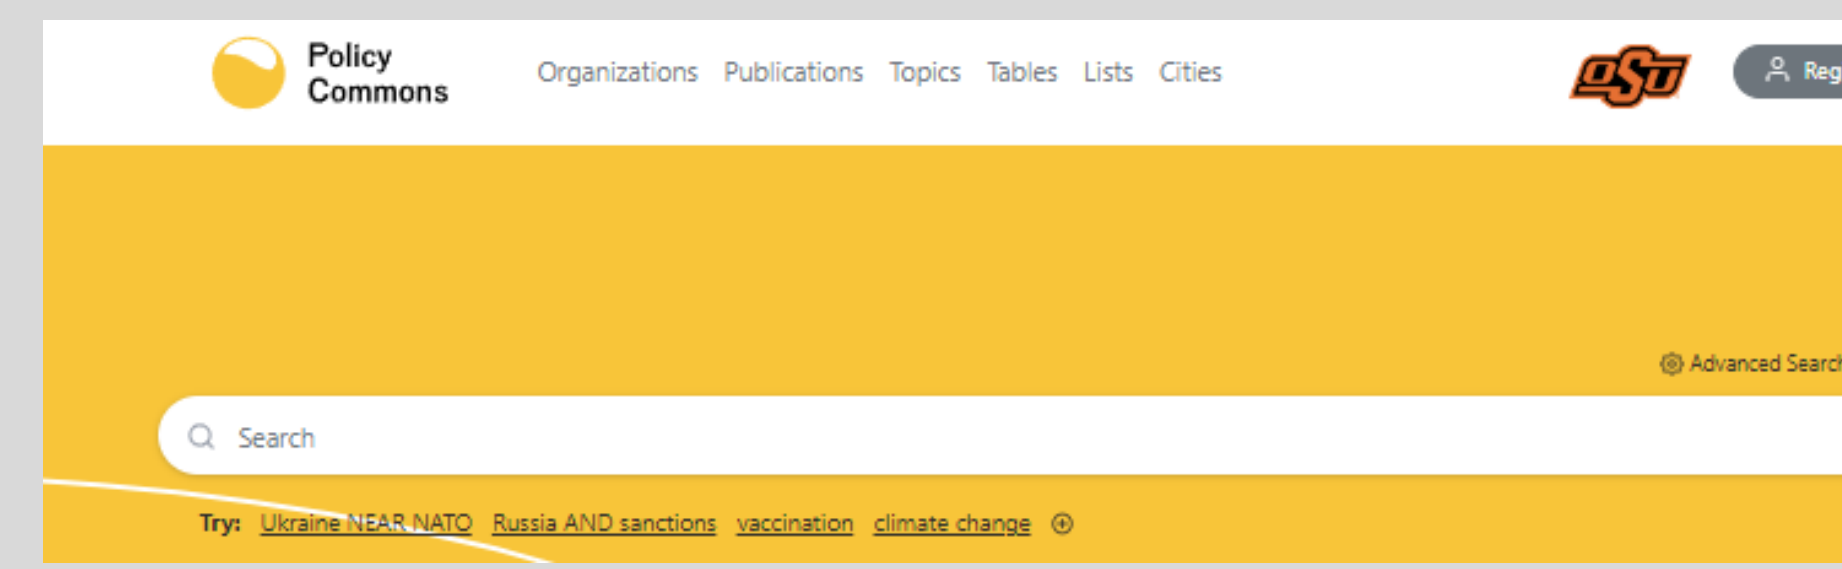 Policy
Commons
Organizations Publications Topics Tables Lists Cities
OSU
Reg
Advanced Search
Search
Try: Ukraine NEAR NATO Russia AND sanctions vaccination climate change